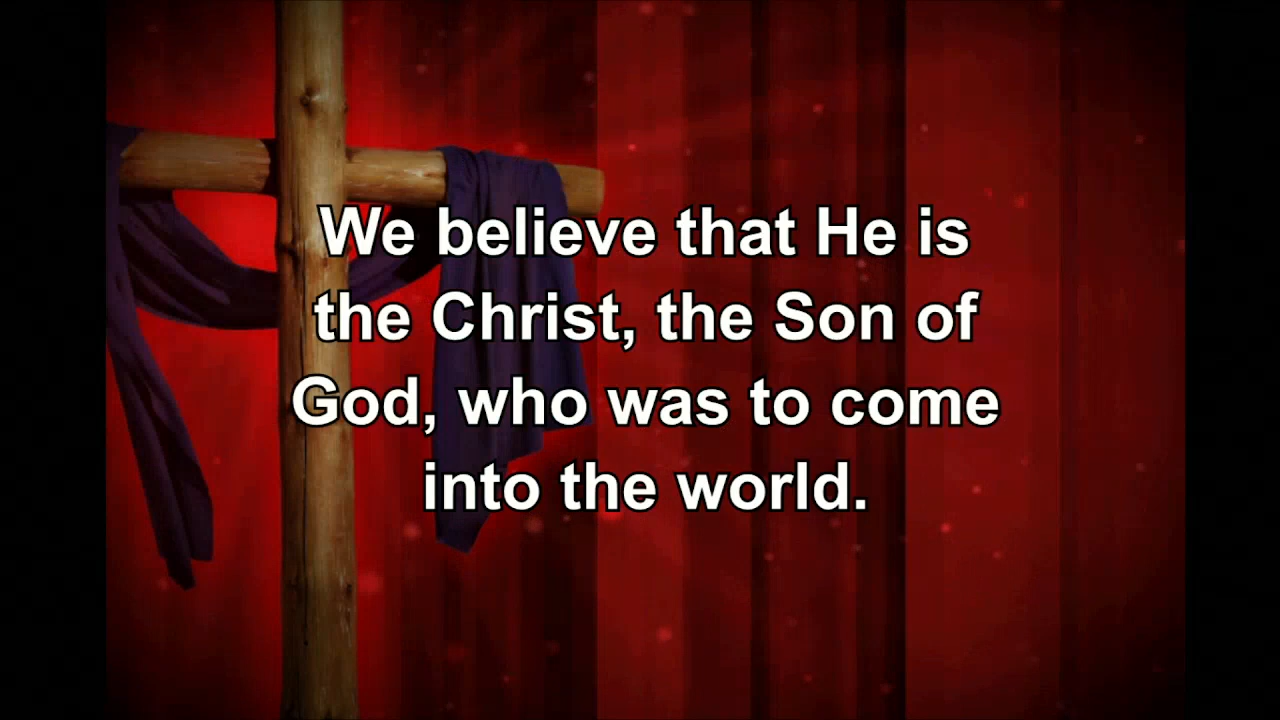 We believe that He is
the Christ, the Son of
God, who was to come
into the world.